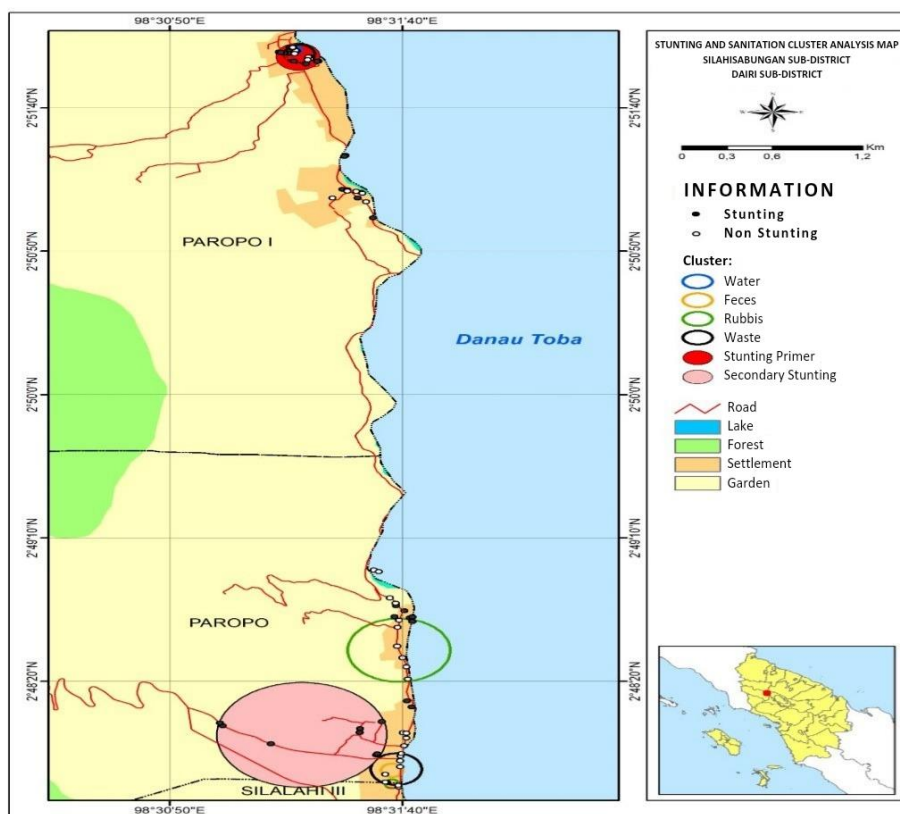 98°30'50"E 98°31'40"E
2°51'40"N 2°51'40"N
PAROPO I
2°50'50"N 2°50'50"N
Danau Toba
2°50'0"N 2°50'0"N
2°49'10"N 2°49'10"N
PAROPO
2°48'20"N 2°48'20"N
SILALAHI III
98°30'50"E 98°31'40"E
STUNTING AND SANITATION CLUSTER ANALYSIS MAP
SILAHISABUNGAN SUB-DISTRICT
DAIRI SUB-DISTRICT
Km
0 0,3 0,6 1,2
INFORMATION
Stunting
Non Stunting
Cluster:
Water
Feces
Rubbis
Waste
Stunting Primer
Secondary Stunting
Road
Lake
Forest
Settlement
Garden